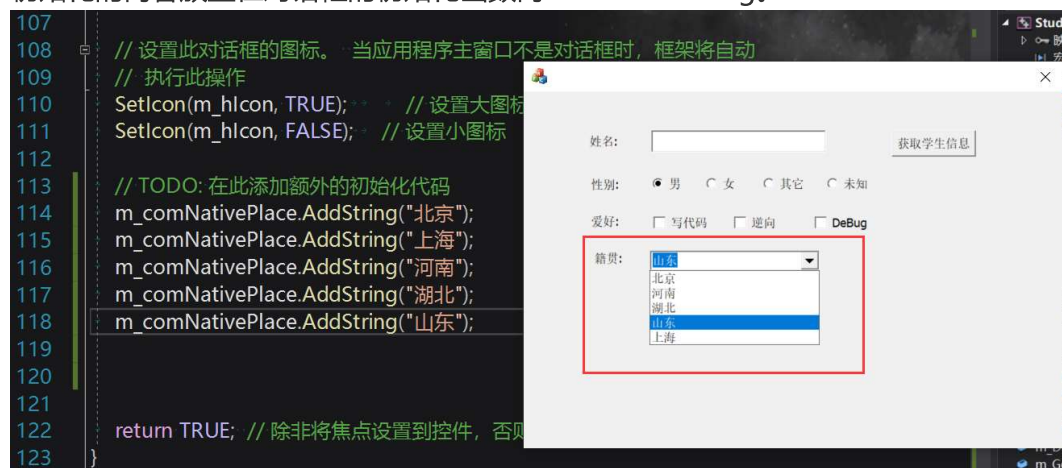 107
108 // 设置此对话框的图标。 当应用程序主窗口不是对话框时，框架将自动
109 // 执行此操作
110 SetIcon(m_hIcon, TRUE); // 设置大图标
111 SetIcon(m_hIcon, FALSE); // 设置小图标
112
113 // TODO: 在此添加额外的初始化代码
114 m_comNativePlace.AddString("北京");
115 m_comNativePlace.AddString("上海");
116 m_comNativePlace.AddString("河南");
117 m_comNativePlace.AddString("湖北");
118 m_comNativePlace.AddString("山东");
119
120
121
122 return TRUE; // 除非将焦点设置到控件，否则
123 }
姓名: 获取学生信息
性别: 男 女 其它 未知
爱好: 写代码 逆向 DeBug
籍贯: 山东
北京
河南
湖北
山东
上海
Stud